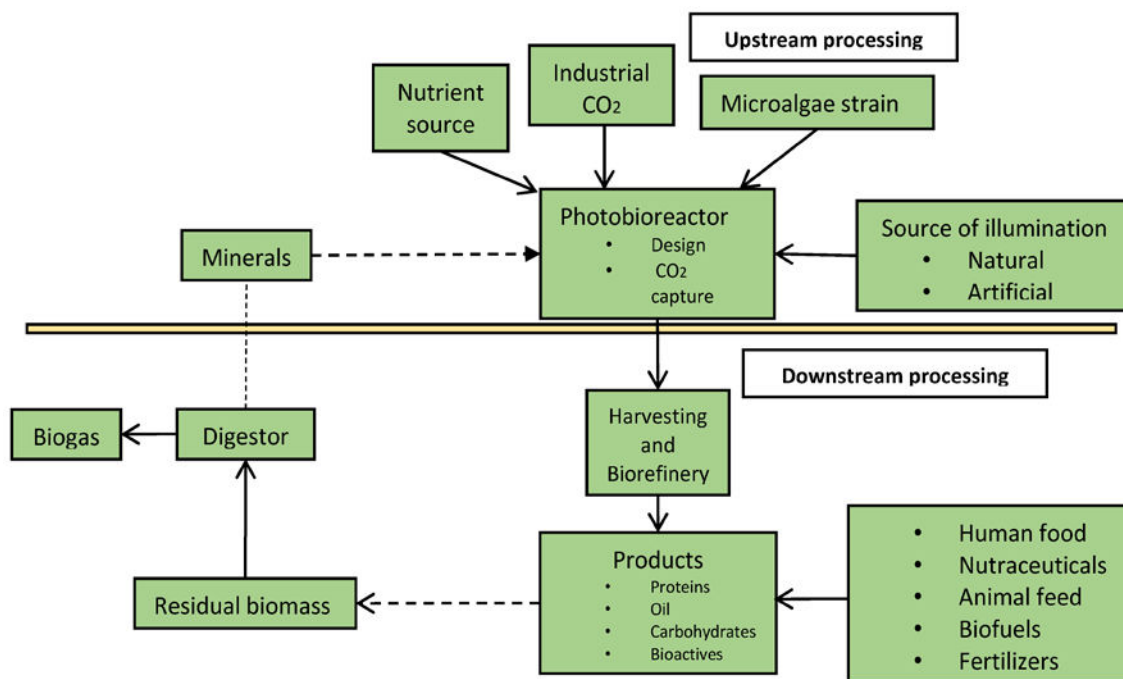 Upstream processing
Nutrient
source
Industrial
CO₂
Microalgae strain
Photobioreactor
• Design
• CO₂
capture
Source of illumination
• Natural
• Artificial
Minerals
Downstream processing
Harvesting
and
Biorefinery
Biogas
Digestor
Products
• Proteins
• Oil
• Carbohydrates
• Bioactives
Residual biomass
• Human food
• Nutraceuticals
• Animal feed
• Biofuels
• Fertilizers